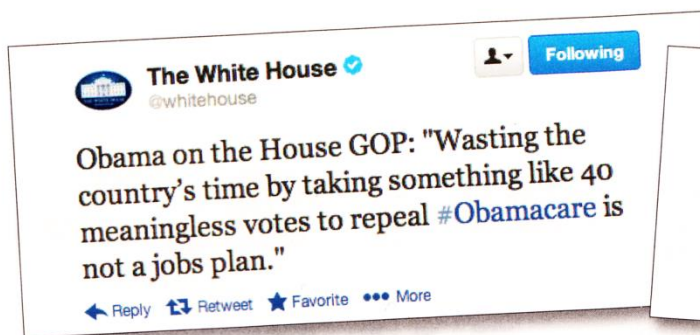 The White House
@whitehouse
Following
Obama on the House GOP: "Wasting the
country's time by taking something like 40
meaningless votes to repeal #Obamacare is
not a jobs plan."
Reply Retweet Favorite More